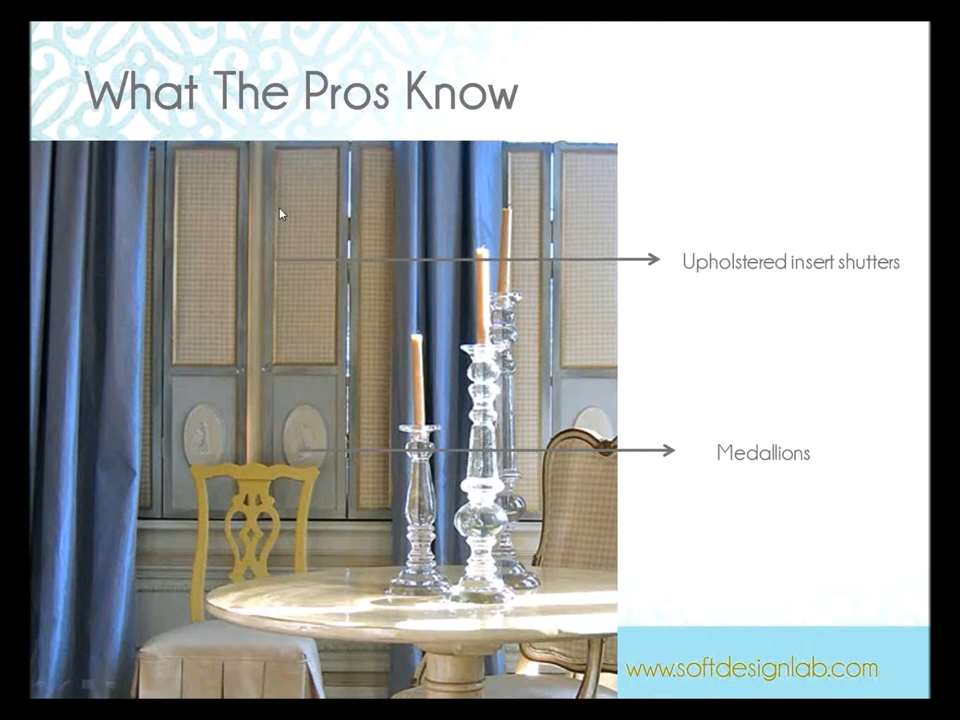 What The Pros Know
Upholstered insert shutters
Medallions
www.softdesignlab.com